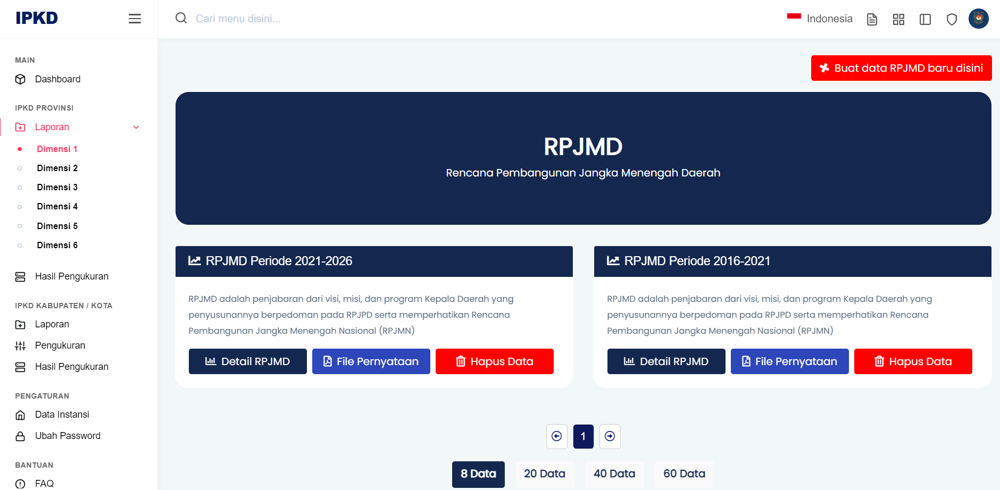 IPKD
Cari menu disini...
Indonesia
MAIN
Dashboard
IPKD PROVINSI
Laporan
Dimensi 1
Dimensi 2
Dimensi 3
Dimensi 4
Dimensi 5
Dimensi 6
Hasil Pengukuran
IPKD KABUPATEN / KOTA
Laporan
Pengukuran
Hasil Pengukuran
PENGATURAN
Data Instansi
Ubah Password
BANTUAN
FAQ
Buat data RPJMD baru disini
RPJMD
Rencana Pembangunan Jangka Menengah Daerah
RPJMD Periode 2021-2026
RPJMD adalah penjabaran dari visi, misi, dan program Kepala Daerah yang
penyusunannya berpedoman pada RPJPD serta memperhatikan Rencana
Pembangunan Jangka Menengah Nasional (RPJMN)
Detail RPJMD
File Pernyataan
Hapus Data
RPJMD Periode 2016-2021
RPJMD adalah penjabaran dari visi, misi, dan program Kepala Daerah yang
penyusunannya berpedoman pada RPJPD serta memperhatikan Rencana
Pembangunan Jangka Menengah Nasional (RPJMN)
Detail RPJMD
File Pernyataan
Hapus Data
1
8 Data
20 Data
40 Data
60 Data